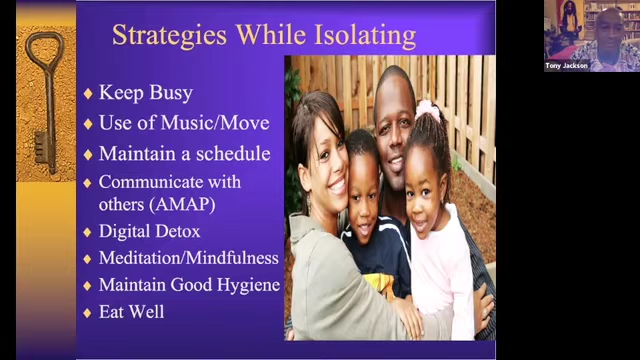 Strategies While Isolating
Keep Busy
Use of Music/Move
Maintain a schedule
Communicate with
others (AMAP)
Digital Detox
Meditation/Mindfulness
Maintain Good Hygiene
Eat Well
Tony Jackson